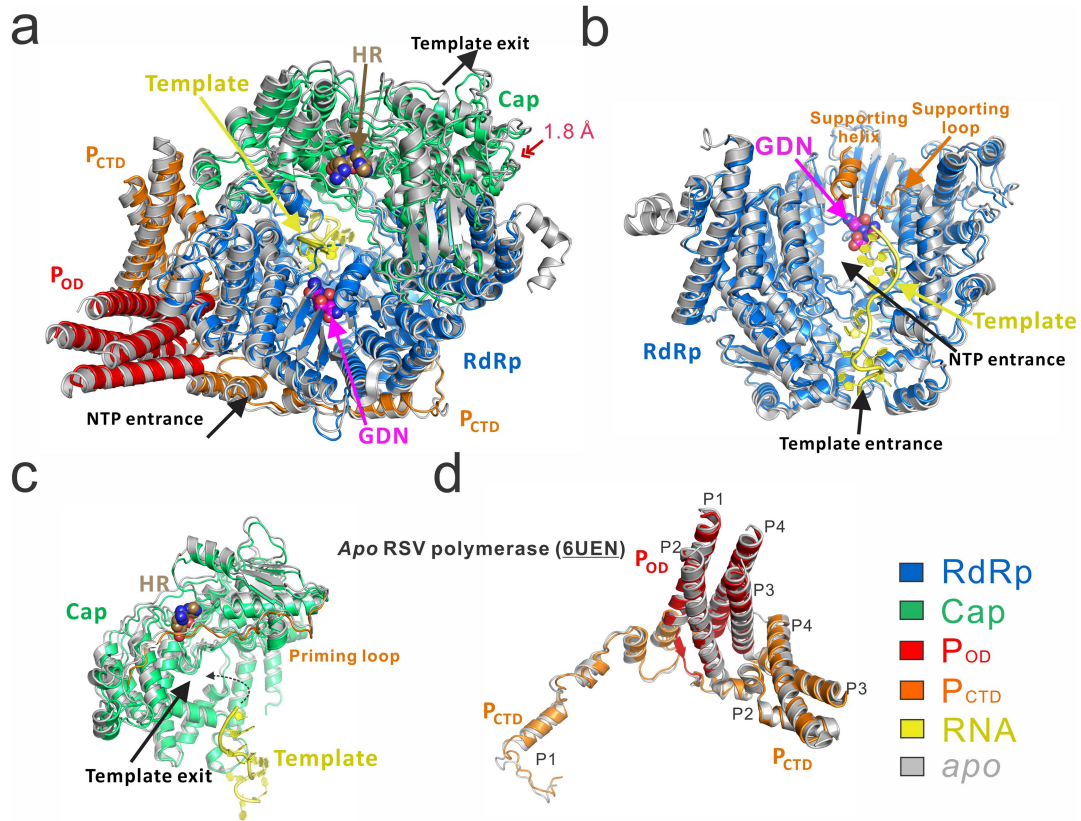 a
Template exit
HR
Template
Cap
1.8 Å
PCTD
POD
RdRp
NTP entrance
GDN
PCTD
b
Supporting
helix
Supporting
loop
GDN
RdRp
Template
NTP entrance
Template entrance
c
HR
Cap
Priming loop
Template exit
Template
d
Apo RSV polymerase (6UEN)
P1
P4
P2
POD
P3
P4
P3
P2
PCTD
P1
PCTD
RdRp
Cap
POD
PCTD
RNA
apo